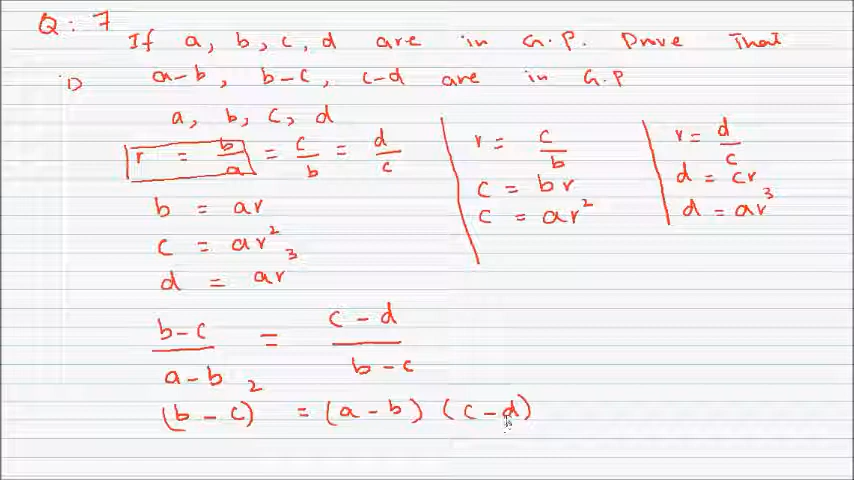 Q : 7
If a, b, c, d are in G.P. Prove That
i) a-b, b-c, c-d are in G.P
a, b, c, d
r = b/a = c/b = d/c
b = ar
c = ar²
d = ar³
r = c/b
c = br
c = ar²
r = d/c
d = cr
d = ar³
b-c/a-b = c-d/b-c
(b-c)² = (a-b) (c-d)